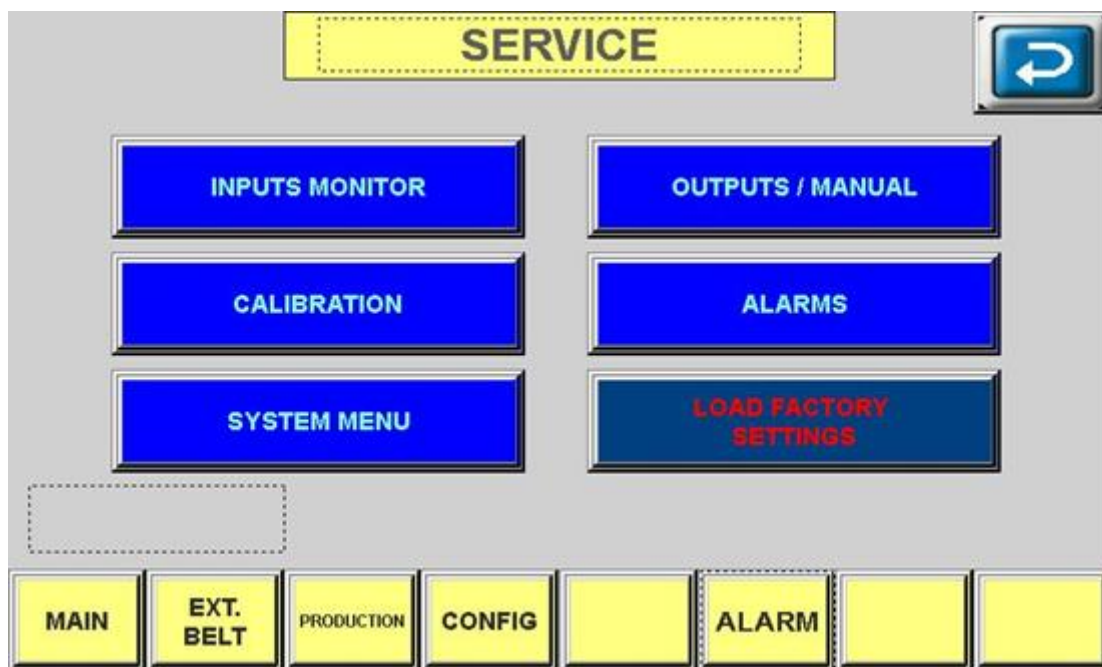 SERVICE
INPUTS MONITOR
OUTPUTS / MANUAL
CALIBRATION
ALARMS
SYSTEM MENU
LOAD FACTORY
SETTINGS
MAIN
EXT.
BELT
PRODUCTION
CONFIG
ALARM